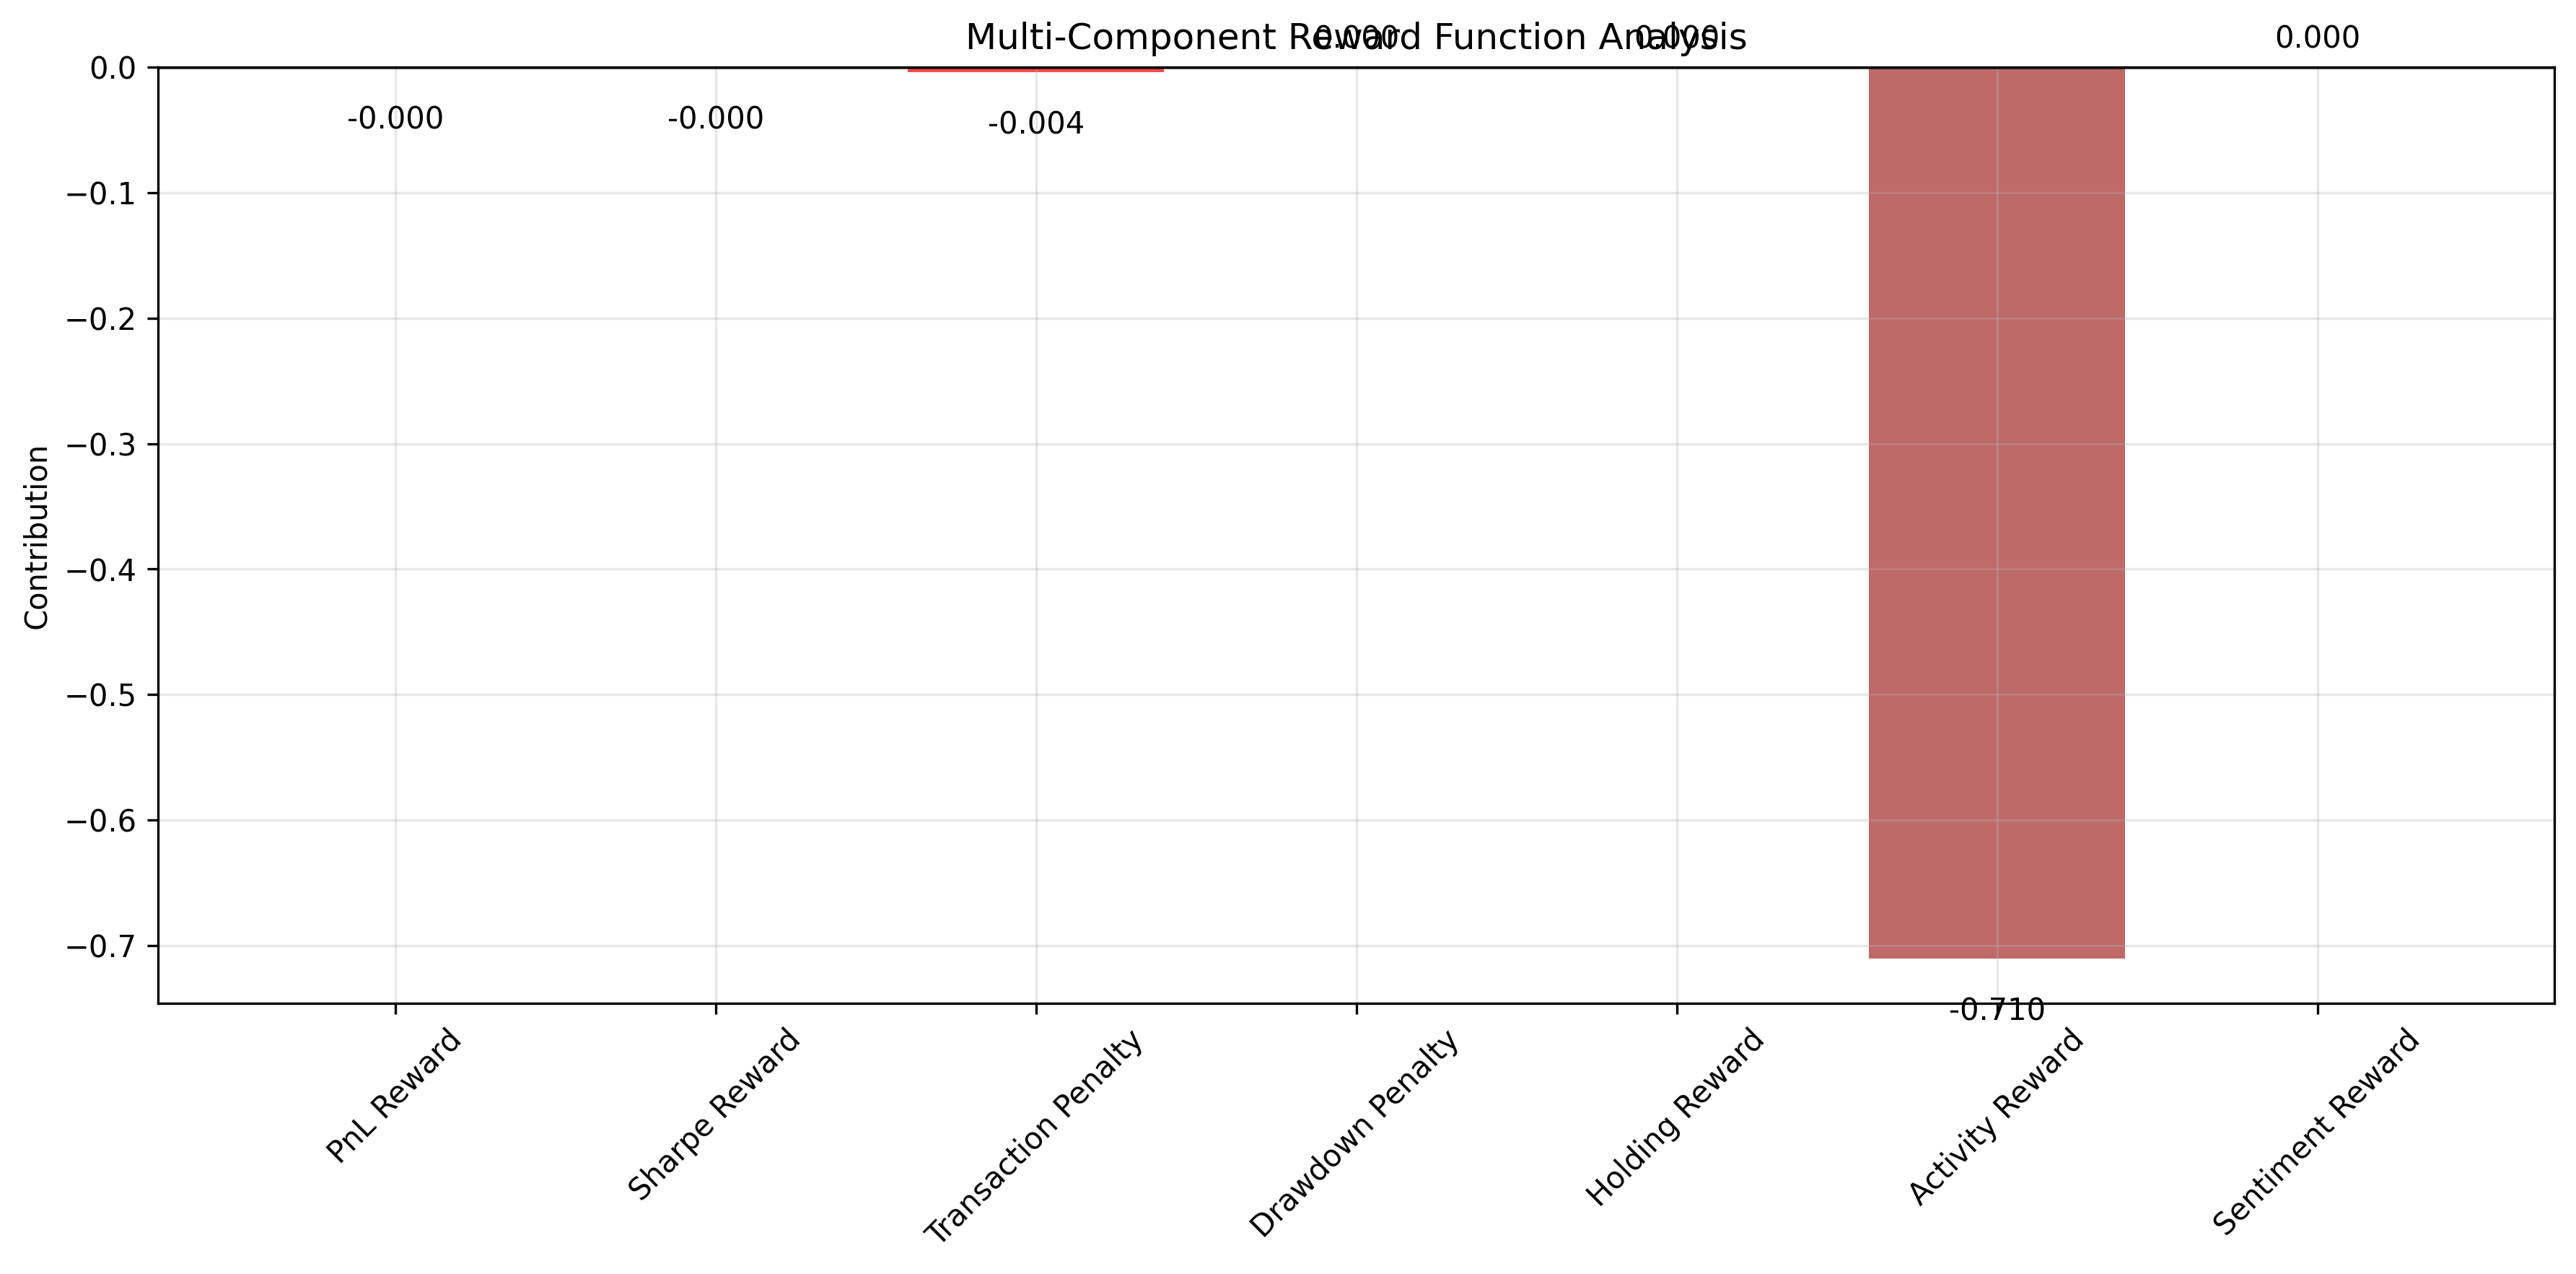 Multi-Component Reward Function Analysis
0.000
0.000
0.000
0.0
-0.000
-0.000
-0.004
−0.1
−0.2
−0.3
−0.4
−0.5
−0.6
−0.7
Contribution
-0.710
PnL Reward
Sharpe Reward
Transaction Penalty
Drawdown Penalty
Holding Reward
Activity Reward
Sentiment Reward